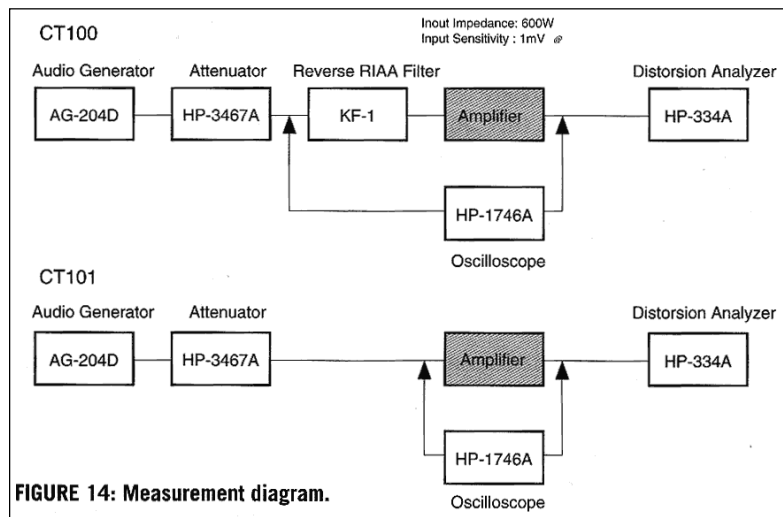 CT100
Inout Impedance: 600W
Input Sensitivity : 1mV @
Audio Generator Attenuator Reverse RIAA Filter Distorsion Analyzer
AG-204D HP-3467A KF-1 Amplifier HP-334A
HP-1746A
Oscilloscope
CT101
Audio Generator Attenuator Distorsion Analyzer
AG-204D HP-3467A Amplifier HP-334A
HP-1746A
Oscilloscope
FIGURE 14: Measurement diagram.